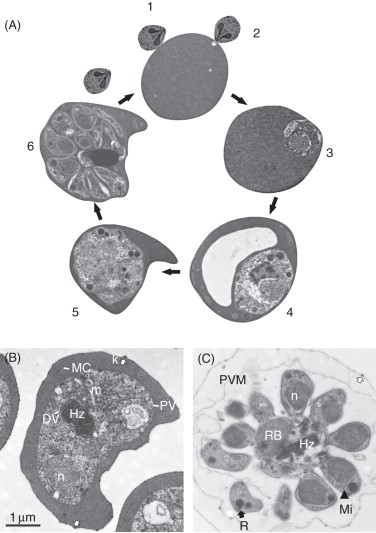 (A)
1
2
3
4
5
6
(B)
MC
k
m
Hz
DV
PV
n
1 μm
(C)
PVM
n
RB
Hz
Mi
R